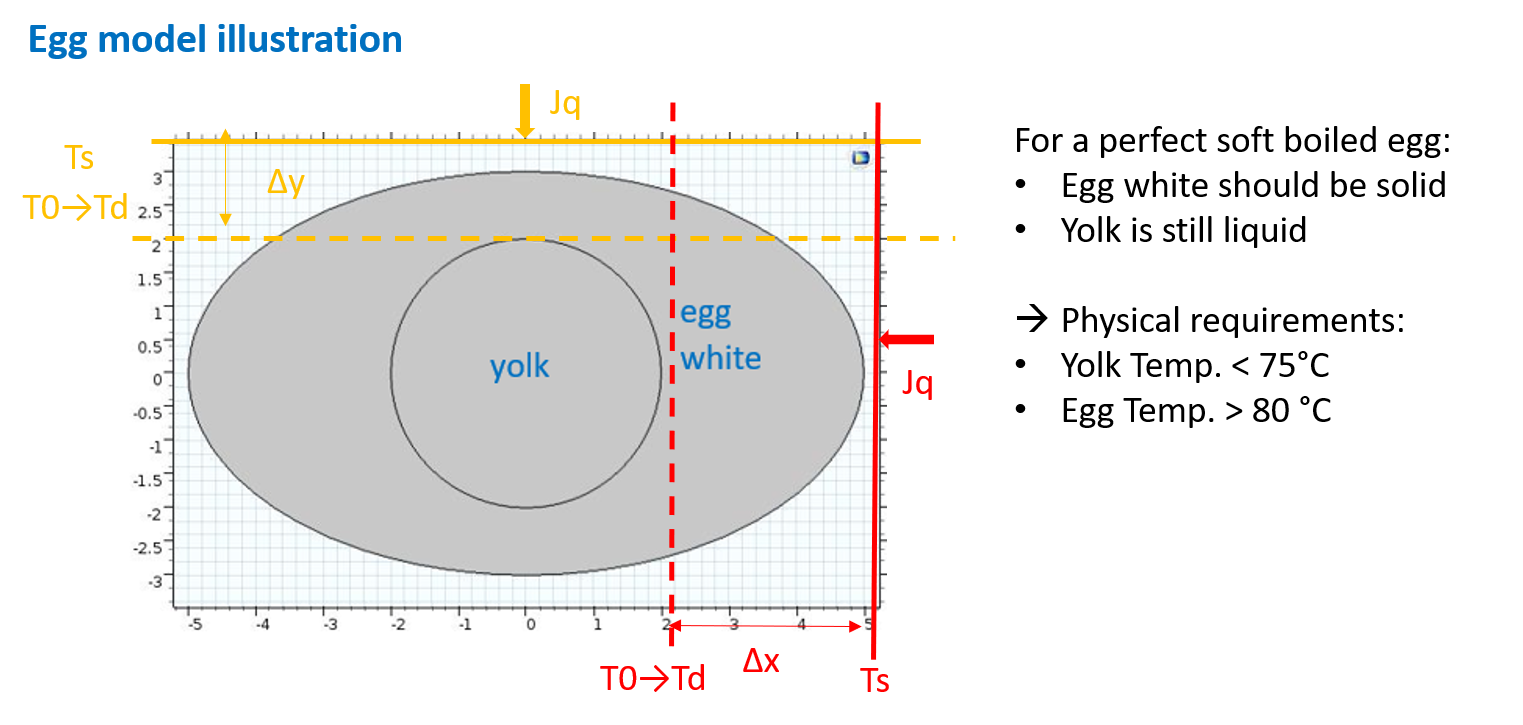 Egg model illustration
Jq
Ts
T0→Td
Δy
3
2.5
2
1.5
1
0.5
0
-0.5
-1
-1.5
-2
-2.5
-3
yolk
egg
white
Jq
-5
-4
-3
-2
-1
0
1
2
3
4
5
Δx
T0→Td
Ts
For a perfect soft boiled egg:
• Egg white should be solid
• Yolk is still liquid
→ Physical requirements:
• Yolk Temp. < 75°C
• Egg Temp. > 80 °C